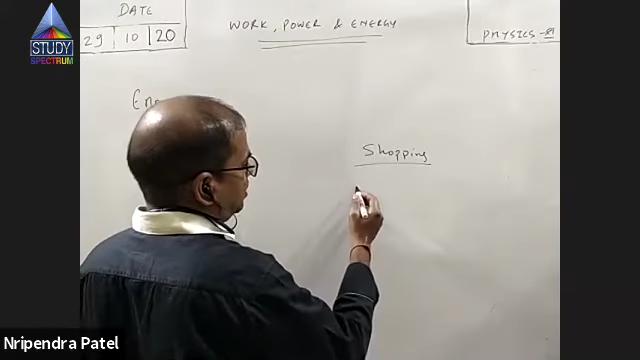 STUDY
SPECTRUM
DATE
29 10 20
WORK, POWER & ENERGY
PHYSICS
Shopping
Nripendra Patel